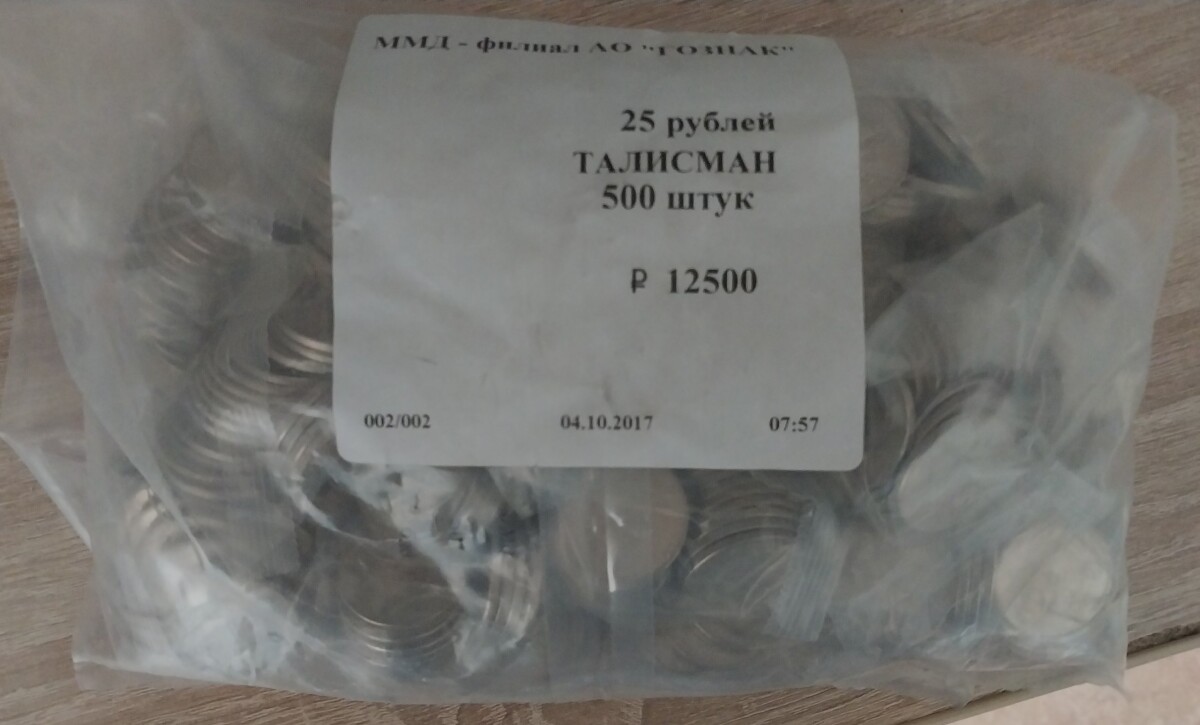 ММД - филиал АО "ГОЗНАК"
25 рублей
ТАЛИСМАН
500 штук
₽ 12500
002/002 04.10.2017 07:57